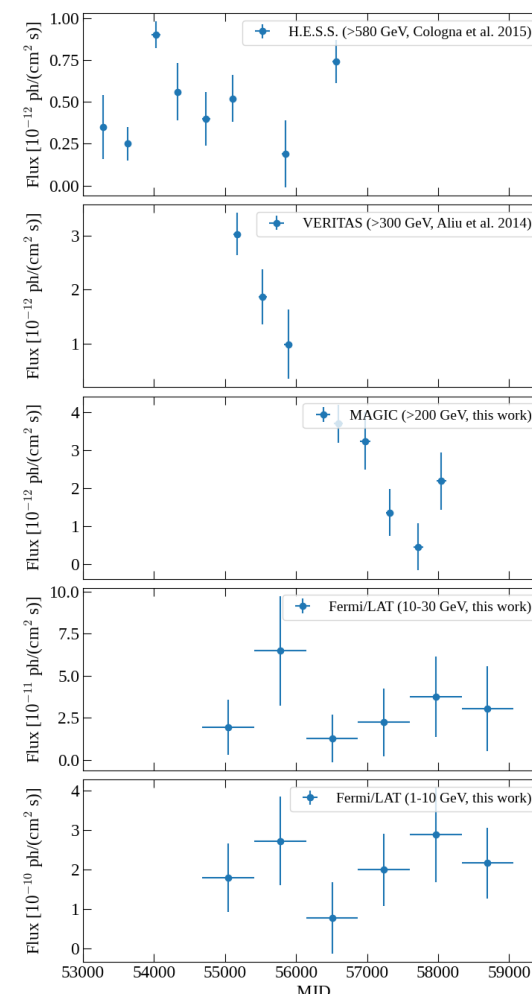 1.00
H.E.S.S. (>580 GeV, Cologna et al. 2015)
0.75
0.50
0.25
0.00
Flux [10⁻¹² ph/(cm² s)]
VERITAS (>300 GeV, Aliu et al. 2014)
3
2
1
Flux [10⁻¹² ph/(cm² s)]
4
MAGIC (>200 GeV, this work)
3
2
1
0
Flux [10⁻¹² ph/(cm² s)]
10.0
Fermi/LAT (10-30 GeV, this work)
7.5
5.0
2.5
0.0
Flux [10⁻¹¹ ph/(cm² s)]
4
Fermi/LAT (1-10 GeV, this work)
3
2
1
0
Flux [10⁻¹⁰ ph/(cm² s)]
53000 54000 55000 56000 57000 58000 59000
MJD